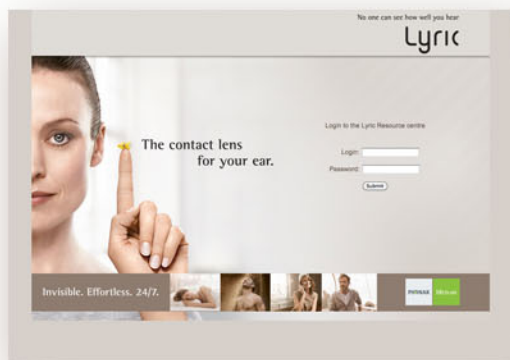 No one can see how well you hear
Lyric
Login to the Lyric Resource centre
The contact lens
for your ear.
Login:
Password:
Submit
Invisible. Effortless. 24/7.
PHONAK